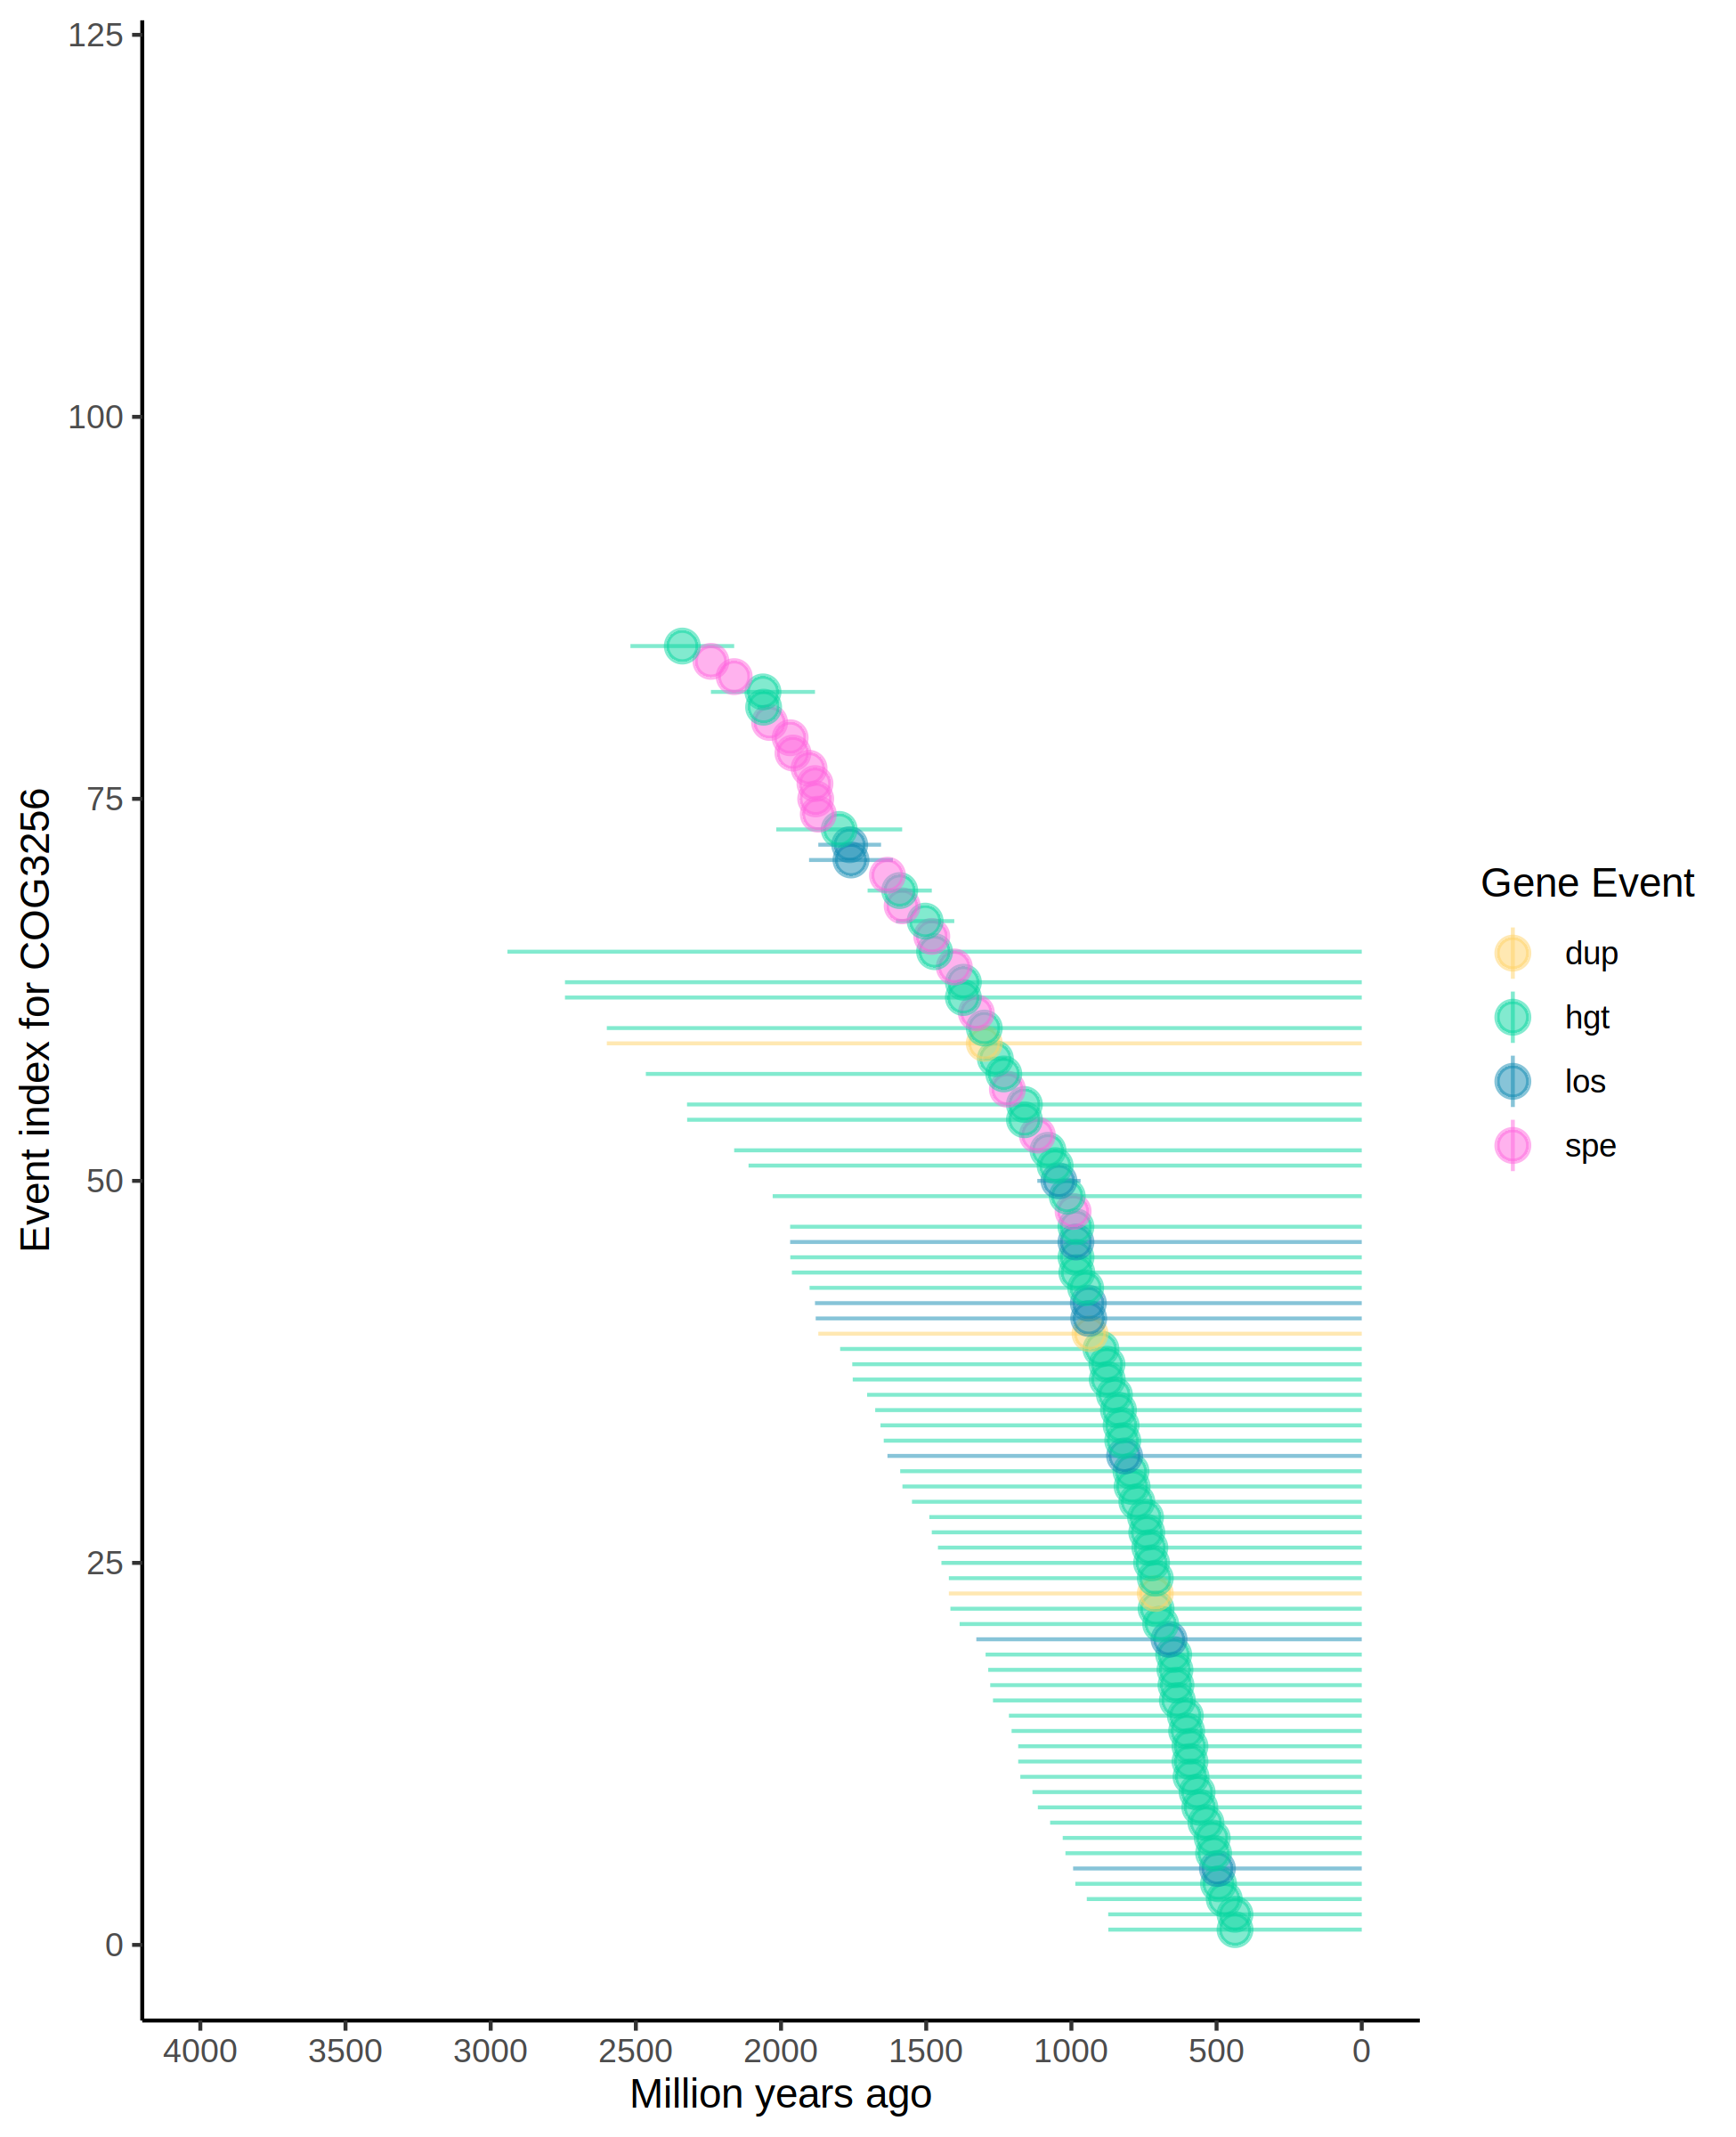 125
100
75
50
25
0
Event index for COG3256
4000 3500 3000 2500 2000 1500 1000 500 0
Million years ago
Gene Event
dup
hgt
los
spe